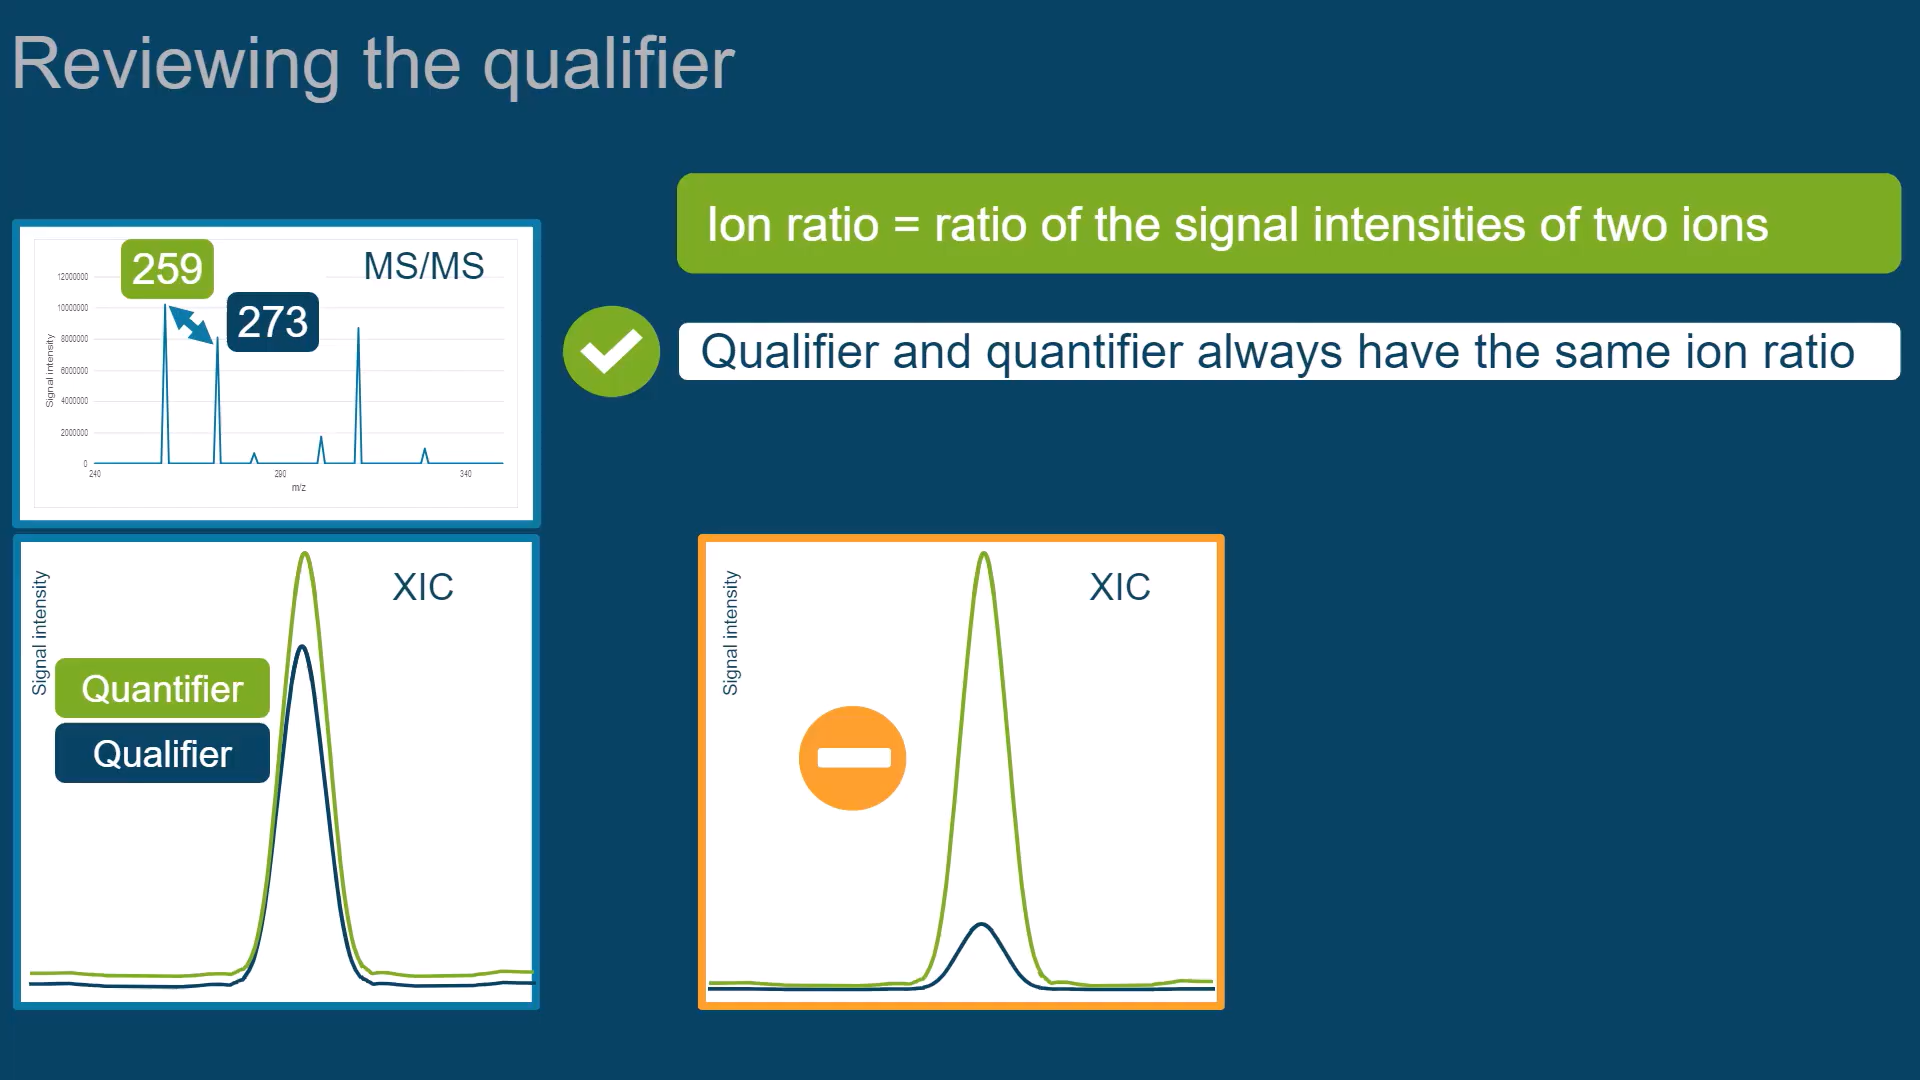 Reviewing the qualifier
Ion ratio = ratio of the signal intensities of two ions
Qualifier and quantifier always have the same ion ratio
259
273
MS/MS
Signal intensity
12000000
10000000
8000000
6000000
4000000
2000000
0
240
290
340
m/z
XIC
Signal intensity
Quantifier
Qualifier
XIC
Signal intensity